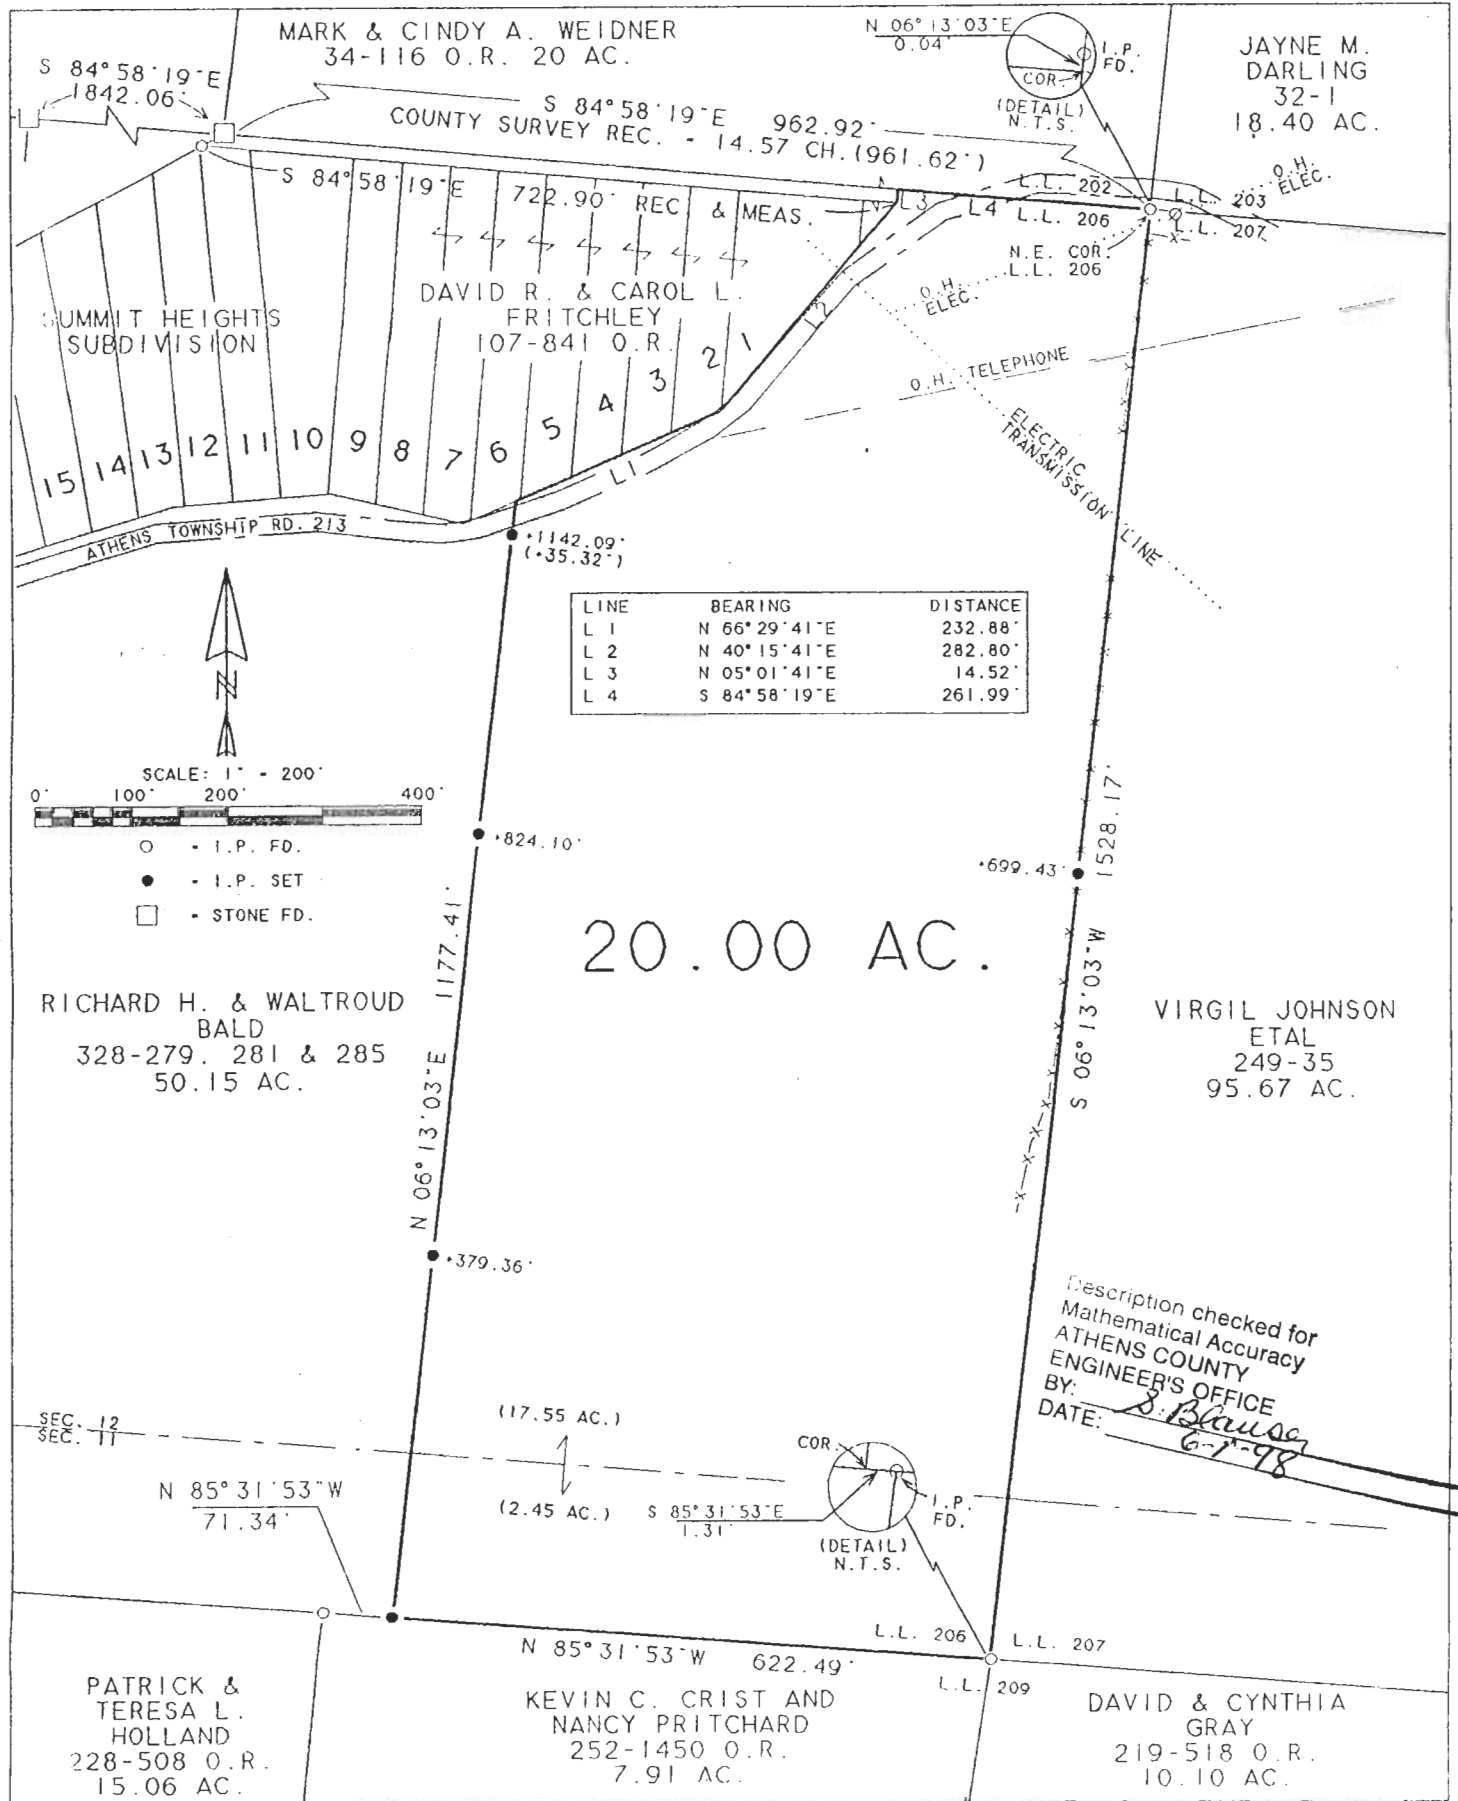 MARK & CINDY A. WEIDNER
34-116 O.R. 20 AC.
N 06°13'03"E
0.04'
I.P.
FD.
COR.
(DETAIL)
N.T.S.
JAYNE M.
DARLING
32-1
18.40 AC.
S 84°58'19"E
1842.06'
S 84°58'19"E 962.92'
COUNTY SURVEY REC. - 14.57 CH.(961.62')
S 84°58'19"E 722.90' REC & MEAS.
L3
L4
L.L. 202
L.L. 203
L.L. 206
L.L. 207
O.H.
ELEC.
N.E. COR.
L.L. 206
O.H.
ELEC.
L2
DAVID R. & CAROL L.
FRITCHLEY
107-841 O.R.
SUMMIT HEIGHTS
SUBDIVISION
O.H. TELEPHONE
ELECTRIC
TRANSMISSION LINE
15 14 13 12 11 10 9 8 7 6 5 4 3 2 1
L1
ATHENS TOWNSHIP RD. 213
+1142.09'
(+35.32')
LINE BEARING DISTANCE
L 1 N 66°29'41"E 232.88'
L 2 N 40°15'41"E 282.80'
L 3 N 05°01'41"E 14.52'
L 4 S 84°58'19"E 261.99'
N
SCALE: 1" - 200'
0' 100' 200' 400'
- I.P. FD.
- I.P. SET
- STONE FD.
+824.10'
+699.43'
1528.17'
S 06°13'03"W
20.00 AC.
1177.41'
N 06°13'03"E
RICHARD H. & WALTROUD
BALD
328-279, 281 & 285
50.15 AC.
VIRGIL JOHNSON
ETAL
249-35
95.67 AC.
+379.36'
Description checked for
Mathematical Accuracy
ATHENS COUNTY
ENGINEER'S OFFICE
BY: S. Blauser
DATE:
SEC. 12
SEC. 11
(17.55 AC.)
(2.45 AC.)
N 85°31'53"W
71.34'
COR.
S 85°31'53"E
1.31'
I.P.
FD.
(DETAIL)
N.T.S.
L.L. 206
L.L. 207
L.L. 209
N 85°31'53"W 622.49'
PATRICK &
TERESA L.
HOLLAND
228-508 O.R.
15.06 AC.
KEVIN C. CRIST AND
NANCY PRITCHARD
252-1450 O.R.
7.91 AC.
DAVID & CYNTHIA
GRAY
219-518 O.R.
10.10 AC.